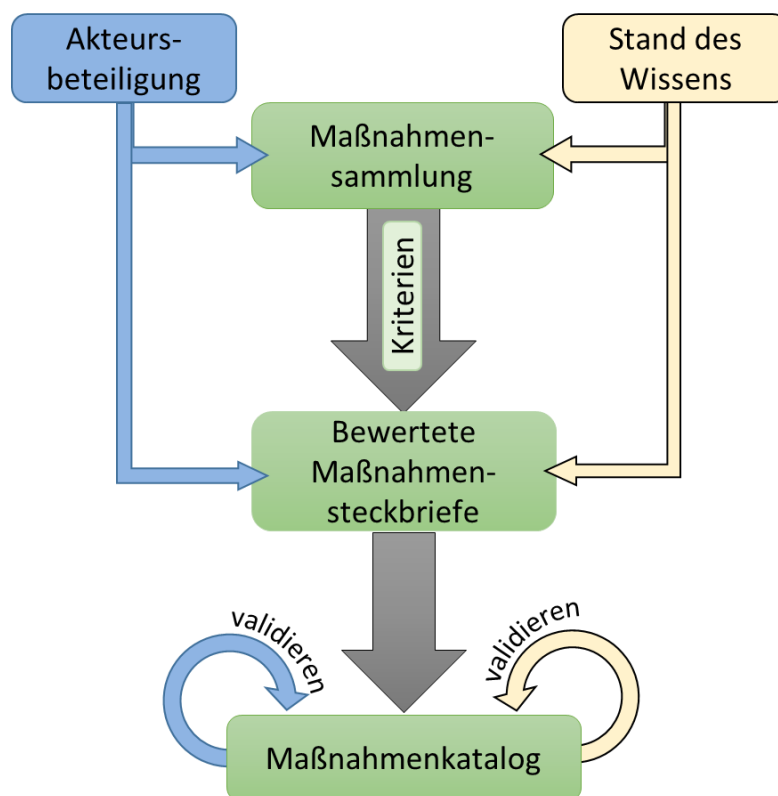 Akteurs-
beteiligung
Stand des
Wissens
Maßnahmen-
sammlung
Kriterien
Bewertete
Maßnahmen-
steckbriefe
validieren
validieren
Maßnahmenkatalog